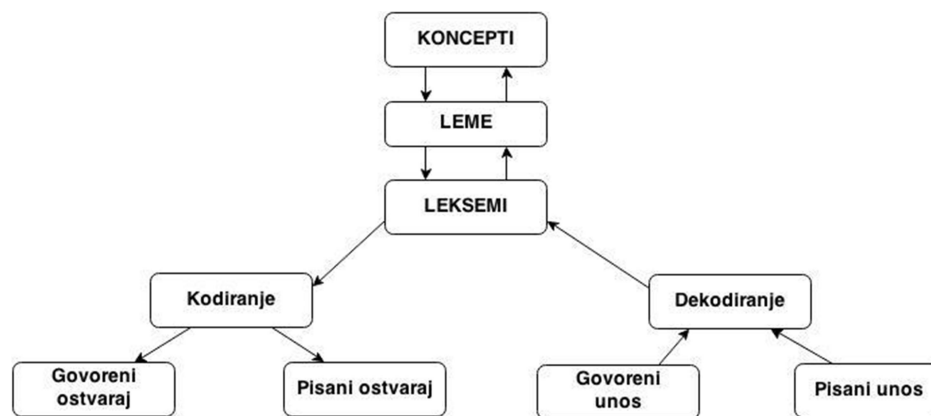 KONCEPTI
LEME
LEKSEMI
Kodiranje
Dekodiranje
Govoreni
ostvaraj
Pisani ostvaraj
Govoreni
unos
Pisani unos